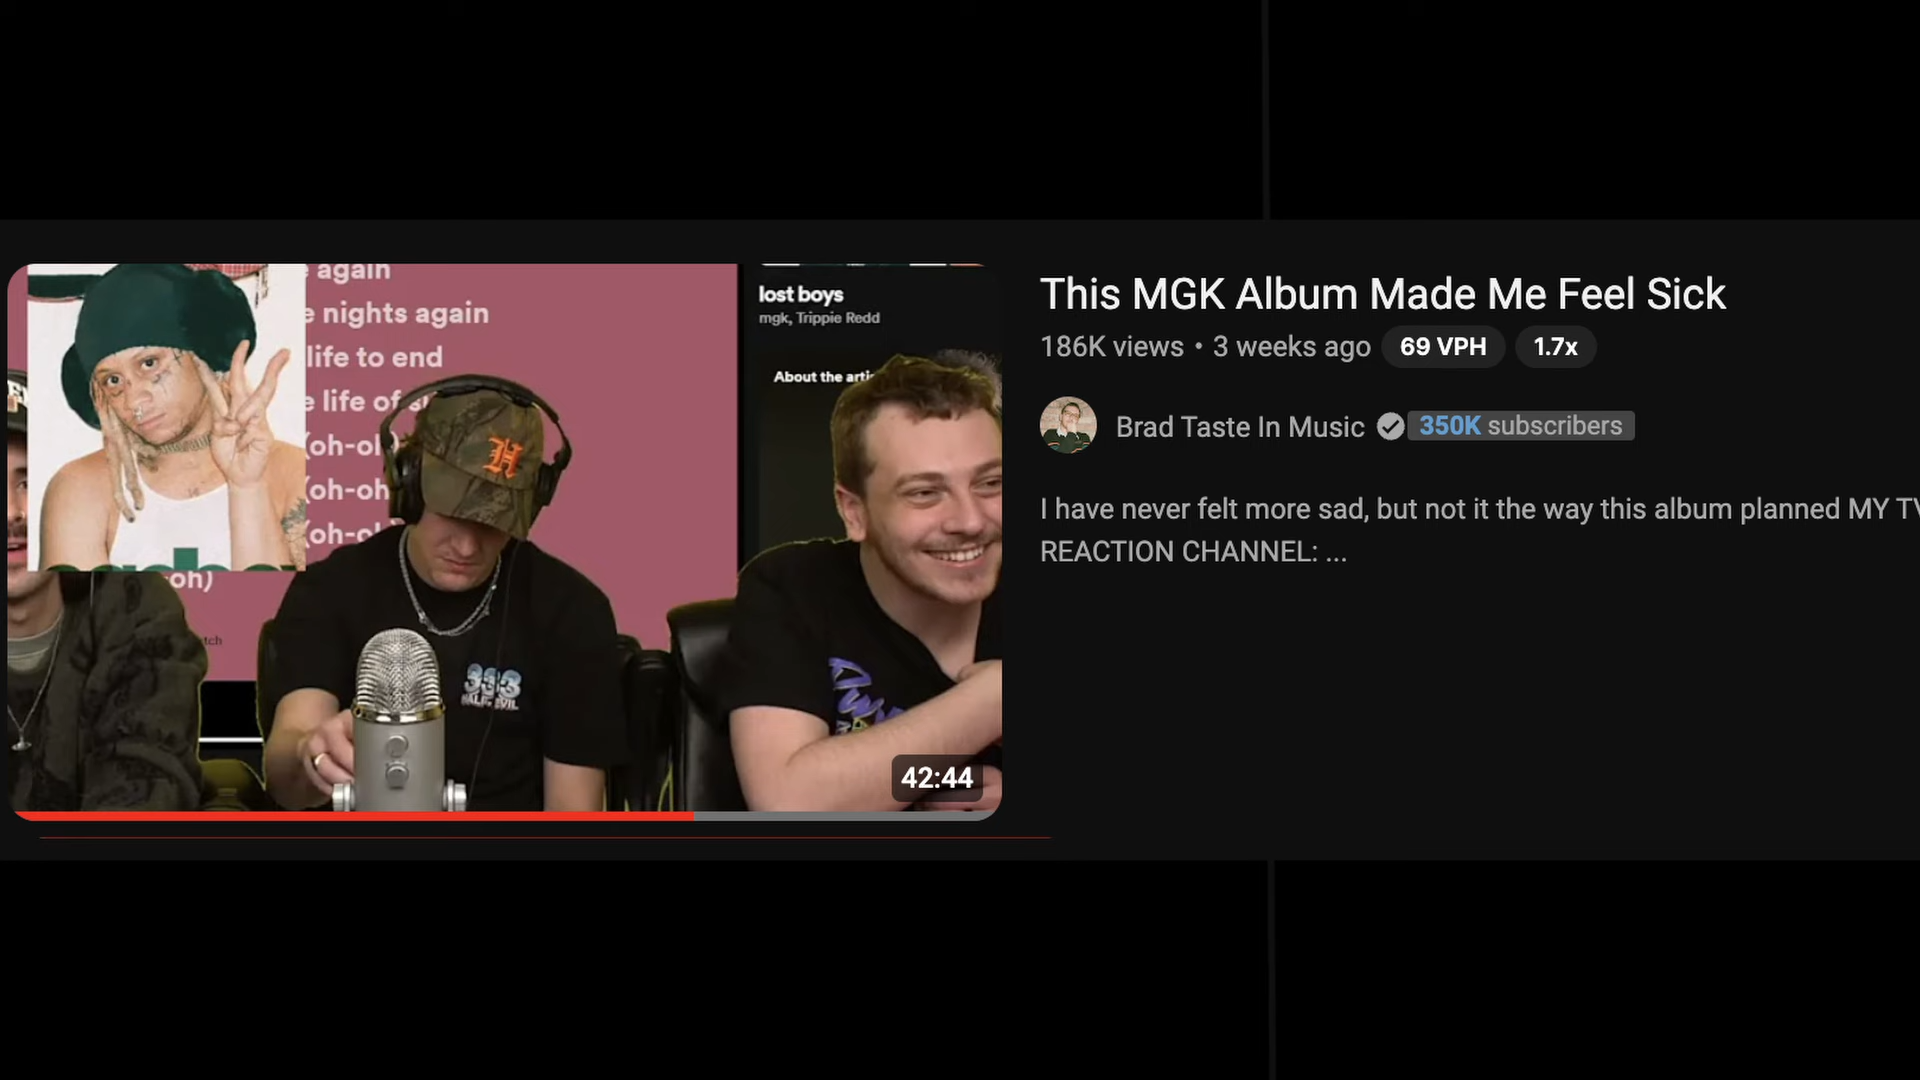 again
nights again
life to end
life of
(oh-oh)
(oh-oh
(oh-o
-oh)
lost boys
mgk, Trippie Redd
About the
H
333
HALF EVIL
42:44
This MGK Album Made Me Feel Sick
186K views • 3 weeks ago 69 VPH 1.7x
Brad Taste In Music 350K subscribers
I have never felt more sad, but not it the way this album planned MY TV
REACTION CHANNEL: ...